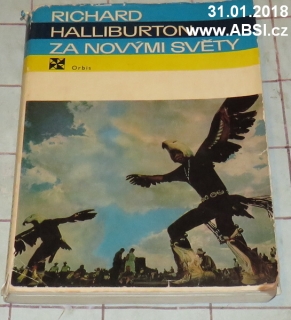 31.01.2018
www.ABSI.cz
RICHARD
HALLIBURTON
ZA NOVÝMI SVĚTY
Orbis